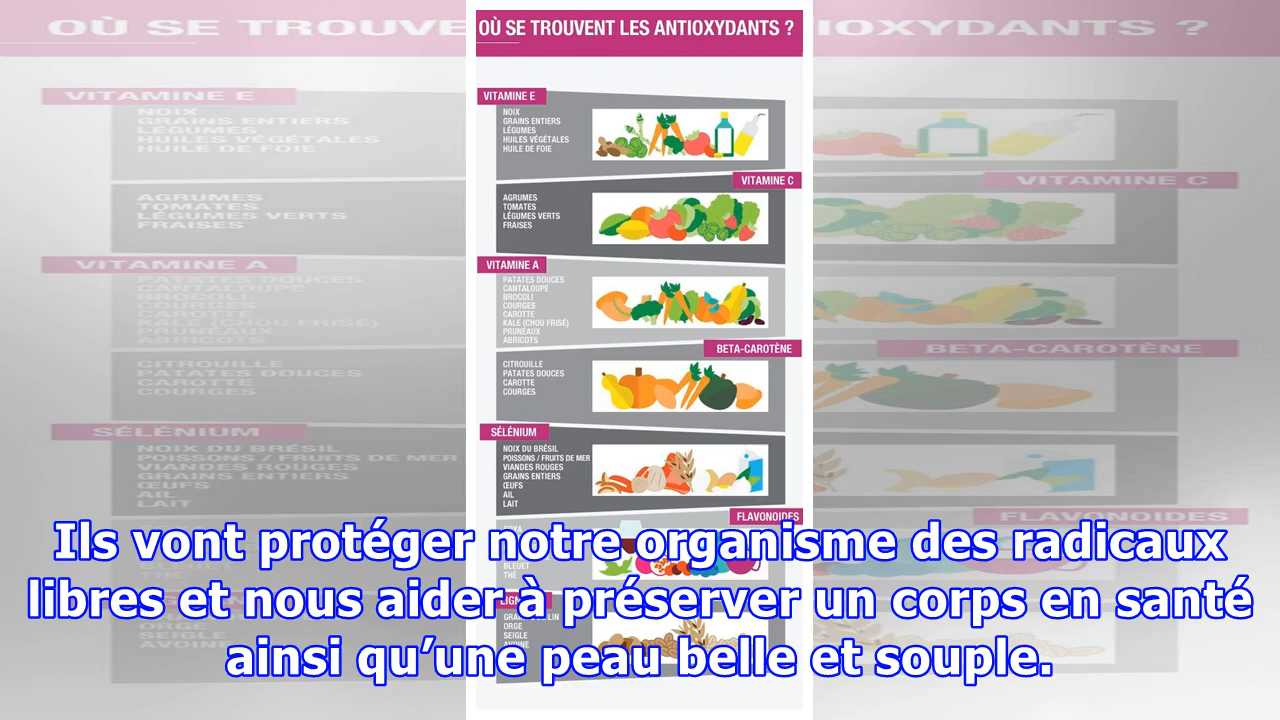 OÙ SE TROUVENT LES ANTIOXYDANTS ?
VITAMINE E
NOIX
GRAINS ENTIERS
LÉGUMES
HUILES VÉGÉTALES
HUILE DE FOIE
VITAMINE C
AGRUMES
TOMATES
LÉGUMES VERTS
FRAISES
VITAMINE A
PATATES DOUCES
CANTALOUPE
BROCOLI
COURGES
CAROTTE
KALE (CHOU FRISÉ)
PRUNEAUX
ABRICOTS
BETA-CAROTÈNE
CITROUILLE
PATATES DOUCES
CAROTTE
COURGES
SÉLÉNIUM
NOIX DU BRÉSIL
POISSONS / FRUITS DE MER
VIANDES ROUGES
GRAINS ENTIERS
ŒUFS
AIL
LAIT
FLAVONOIDES
BLEUET
THÉ
ORGE
SEIGLE
AVOINE
Ils vont protéger notre organisme des radicaux
libres et nous aider à préserver un corps en santé
ainsi qu’une peau belle et souple.